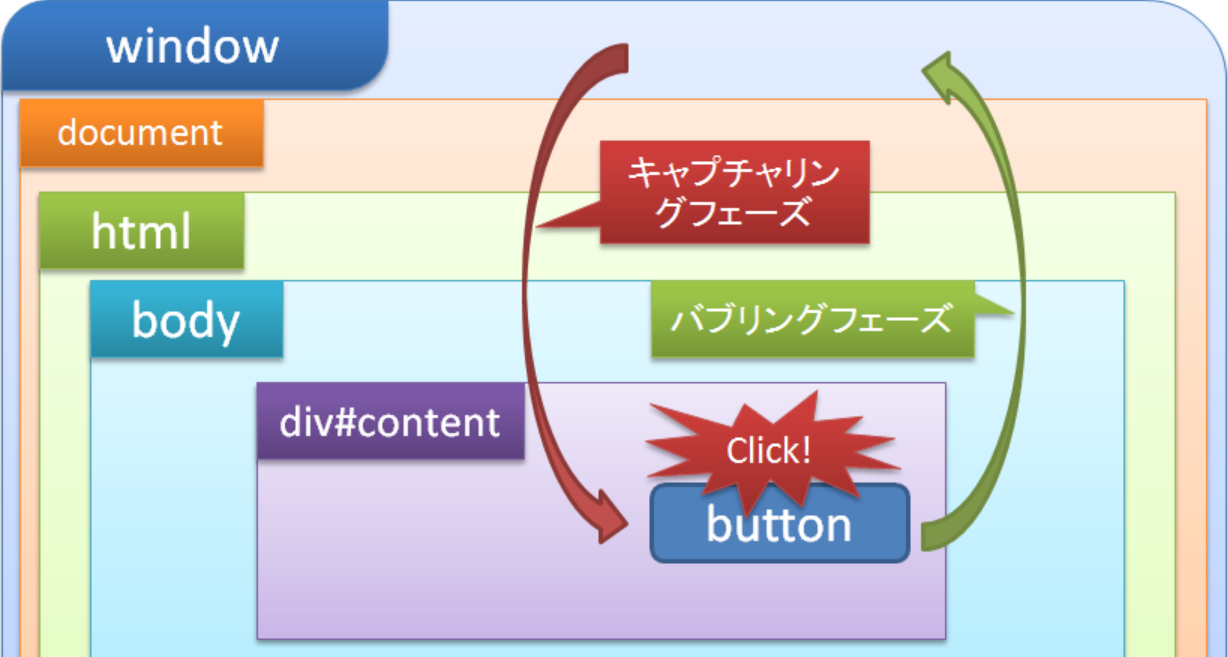 window
document
キャプチャリン
グフェーズ
html
body
バブリングフェーズ
div#content
Click!
button